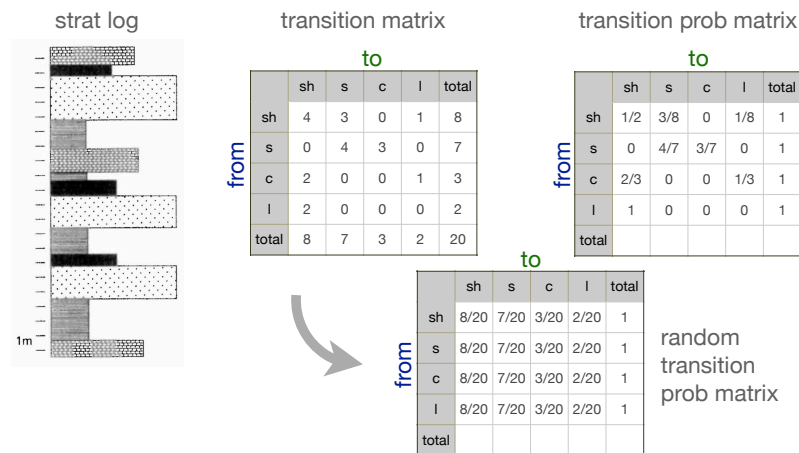 strat log
1m
transition matrix
to
from
sh s c l total
sh 4 3 0 1 8
s 0 4 3 0 7
c 2 0 0 1 3
l 2 0 0 0 2
total 8 7 3 2 20
transition prob matrix
to
from
sh s c l total
sh 1/2 3/8 0 1/8 1
s 0 4/7 3/7 0 1
c 2/3 0 0 1/3 1
l 1 0 0 0 1
total
to
from
sh s c l total
sh 8/20 7/20 3/20 2/20 1
s 8/20 7/20 3/20 2/20 1
c 8/20 7/20 3/20 2/20 1
l 8/20 7/20 3/20 2/20 1
total
random
transition
prob matrix